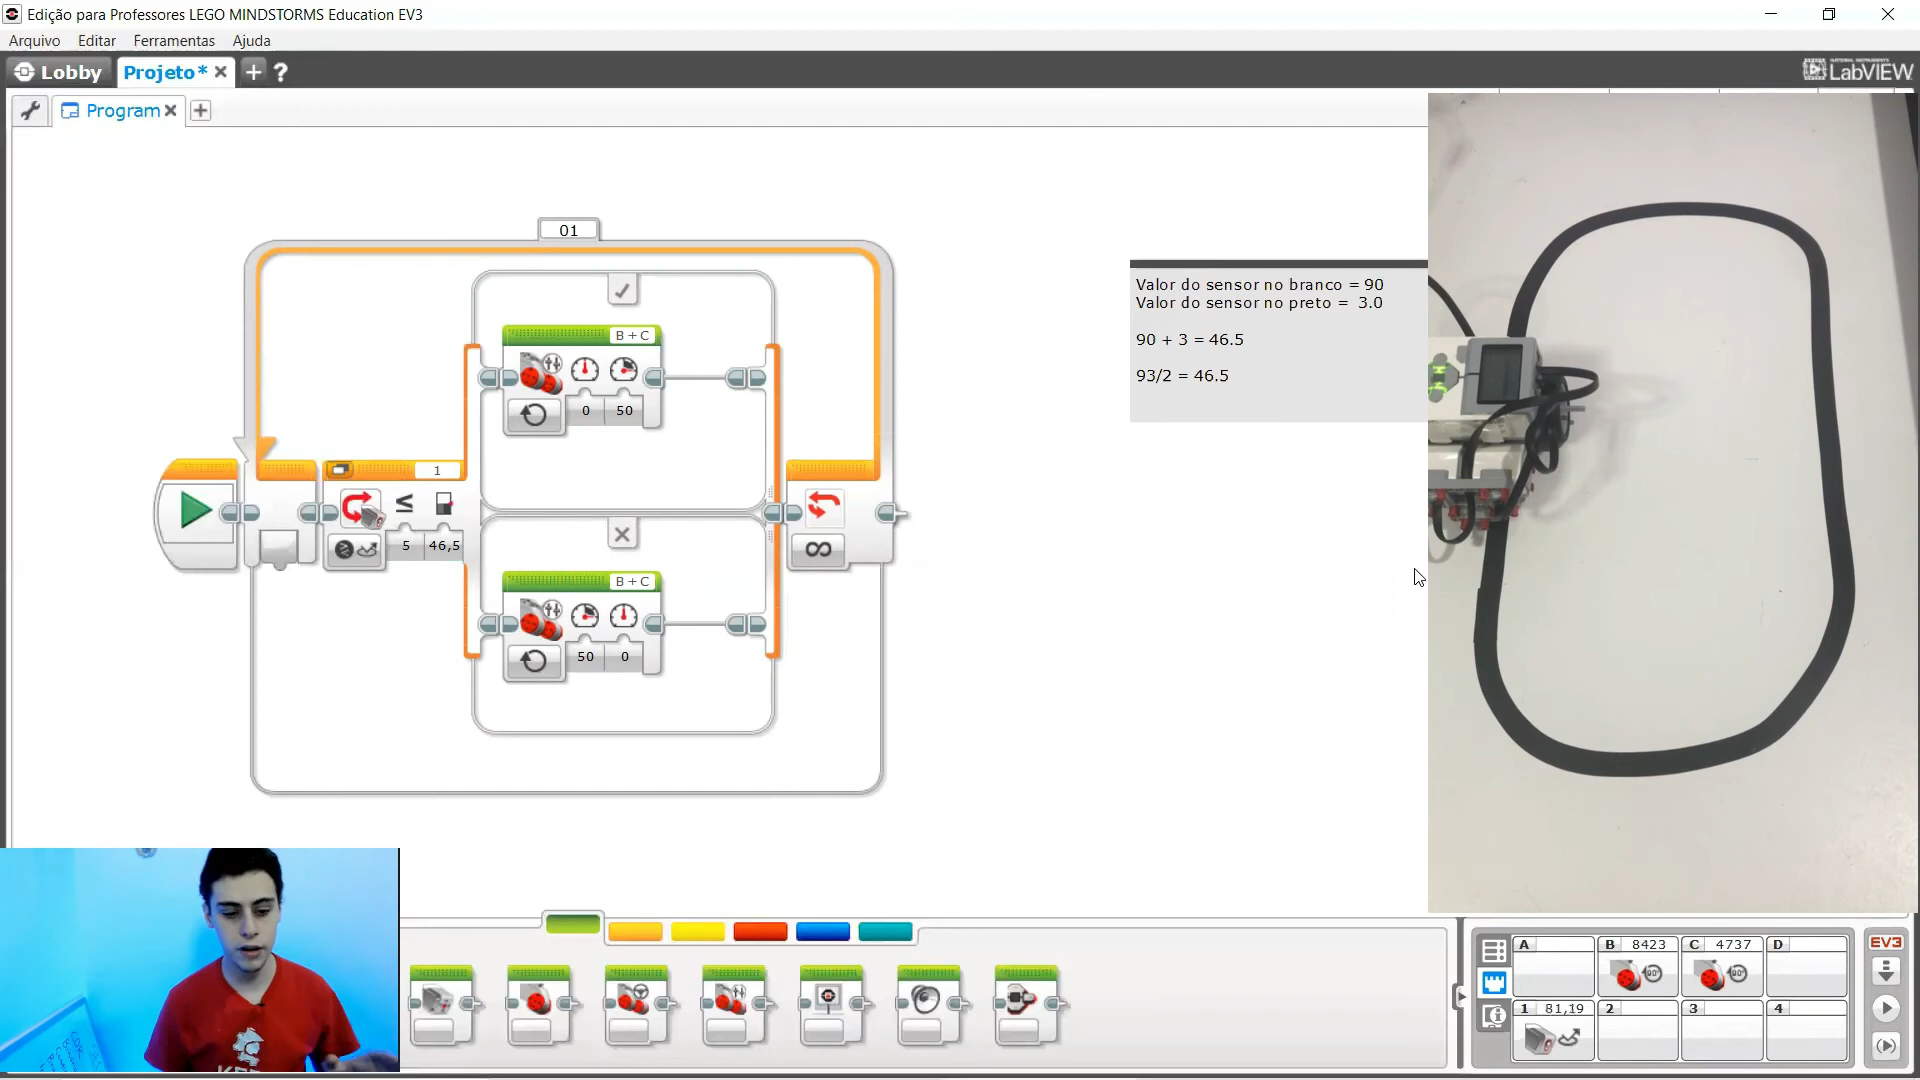 Edição para Professores LEGO MINDSTORMS Education EV3
Arquivo Editar Ferramentas Ajuda
Lobby Projeto* + ?
NATIONAL INSTRUMENTS
LabVIEW
Program +
01
B + C
0 50
1
5 46,5
B + C
50 0
Valor do sensor no branco = 90
Valor do sensor no preto = 3.0
90 + 3 = 46.5
93/2 = 46.5
A B 8423 C 4737 D
EV3
1 81,19 2 3 4